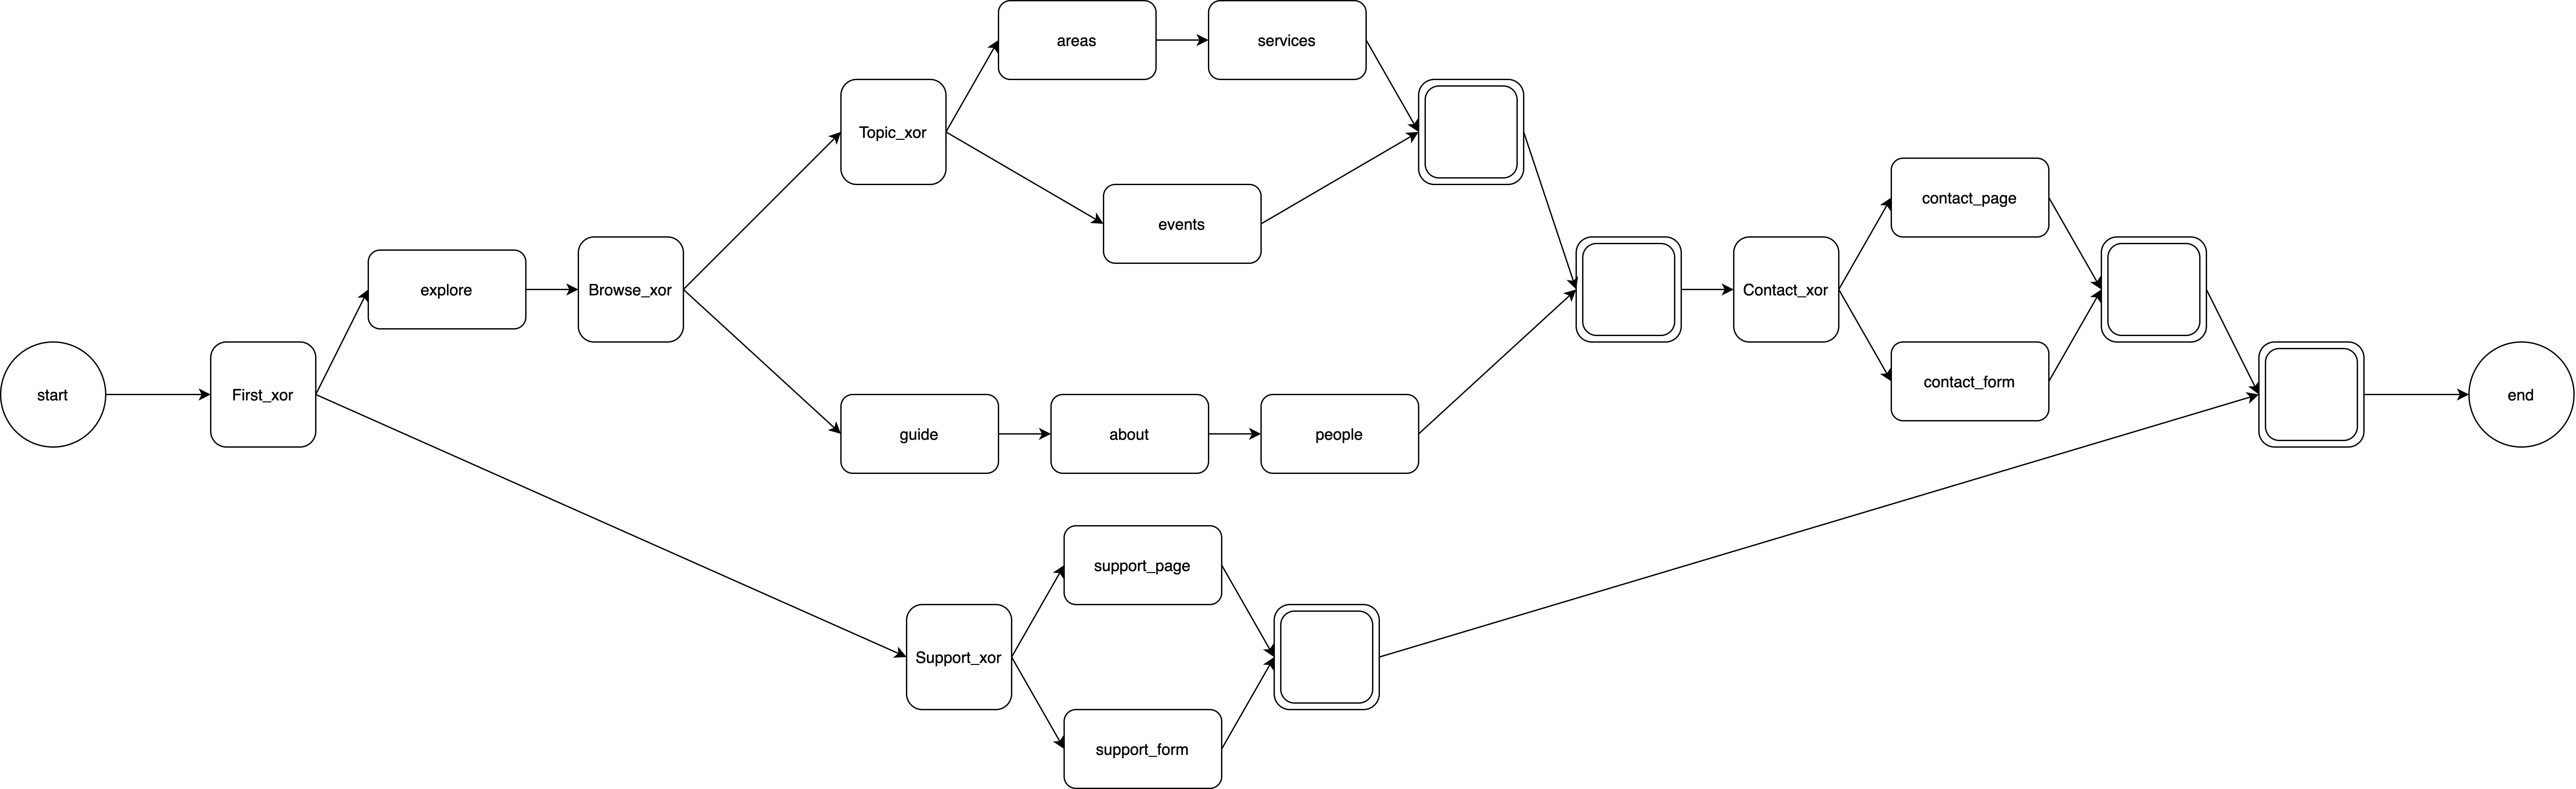 areas
services
Topic_xor
contact_page
events
explore
Browse_xor
Contact_xor
contact_form
start
First_xor
end
guide
about
people
support_page
Support_xor
support_form